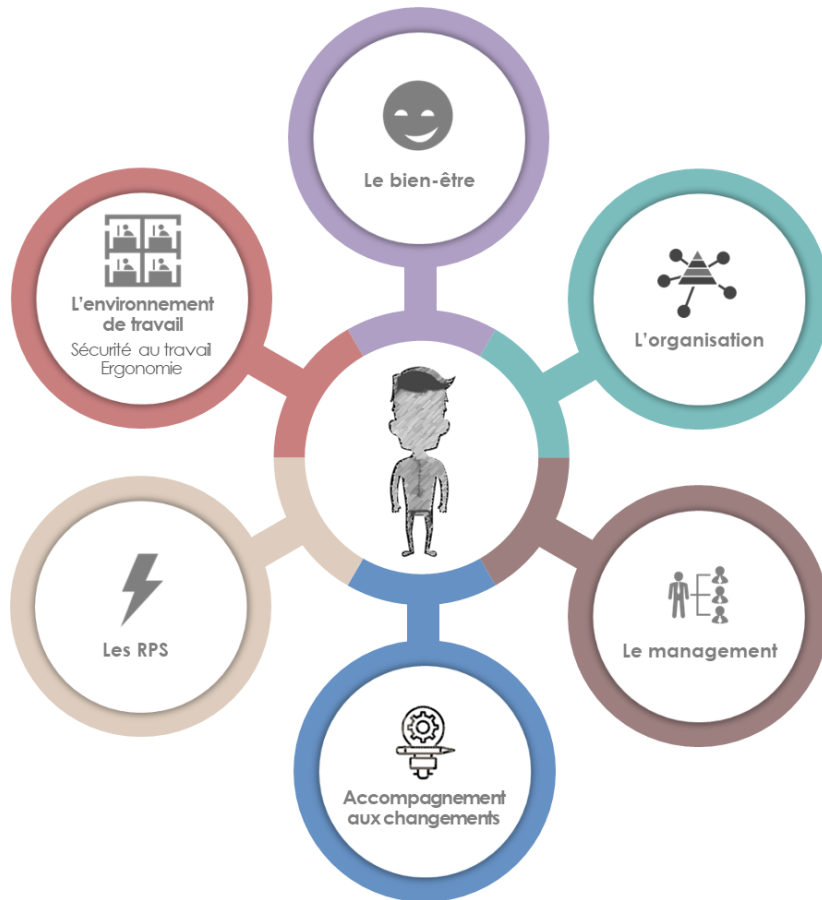 Le bien-être
L'environnement
de travail
Sécurité au travail
Ergonomie
L'organisation
Les RPS
Le management
Accompagnement
aux changements